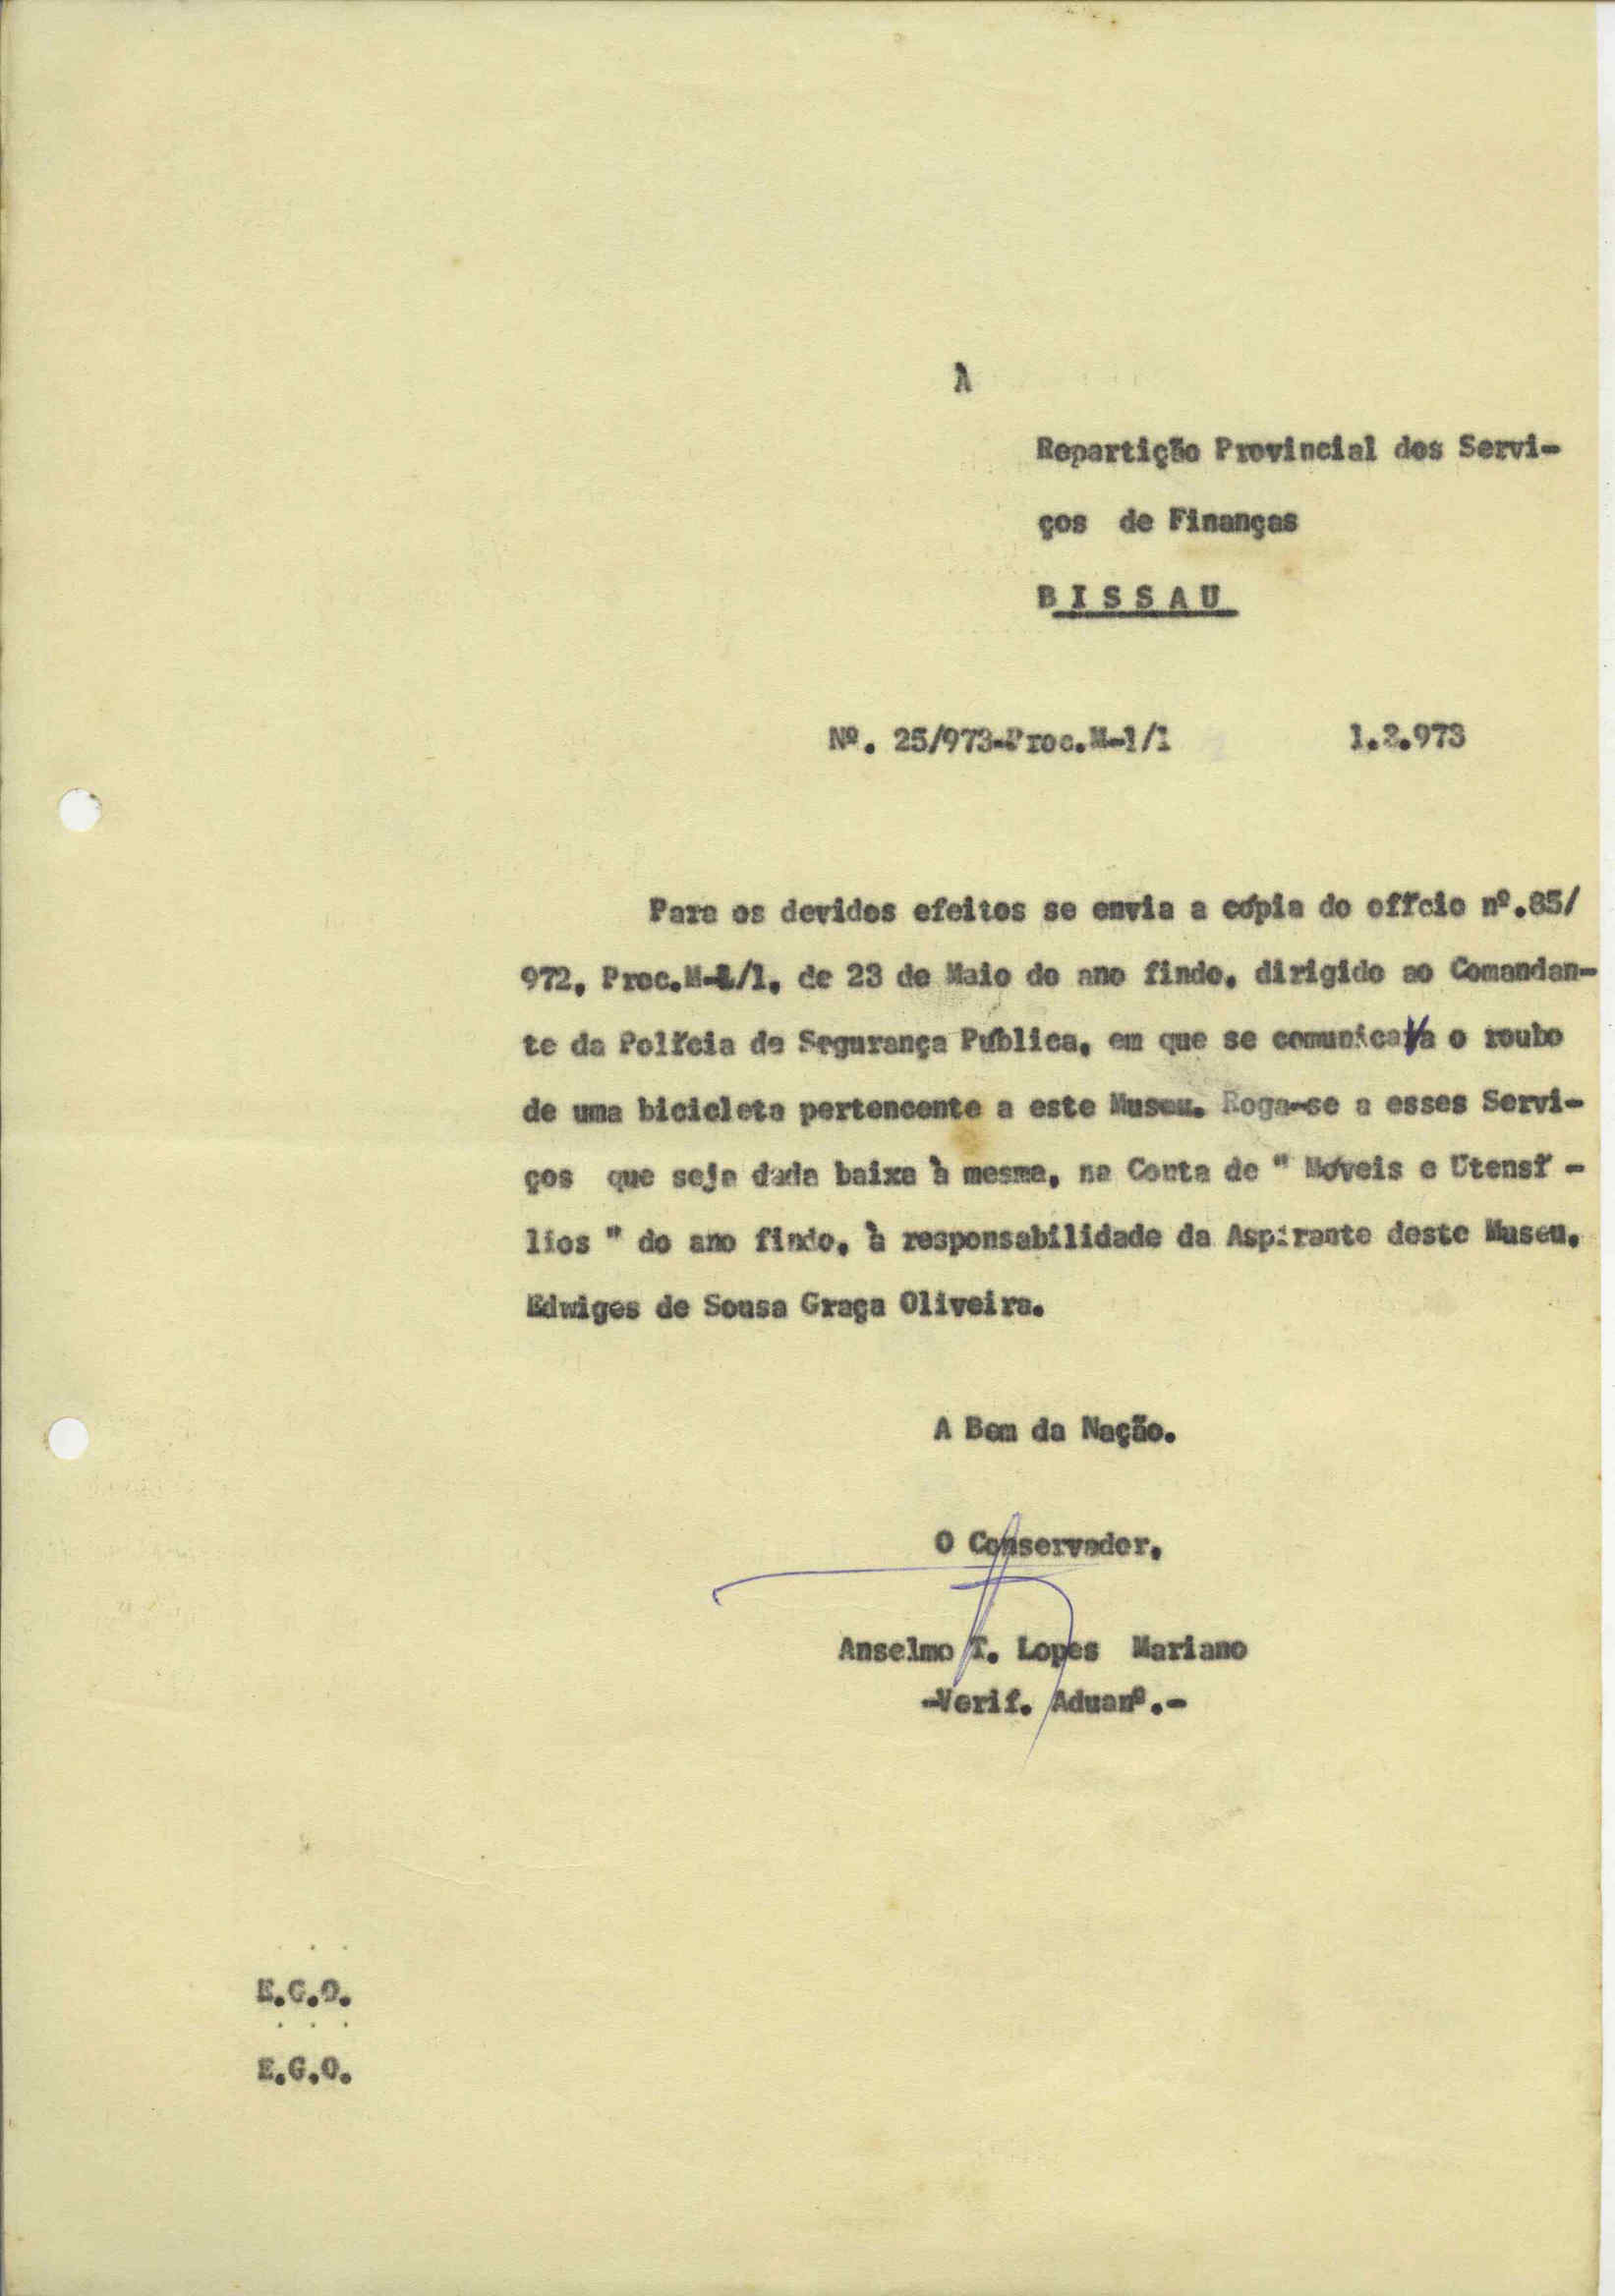 À
Repartição Provincial dos Servi-
ços de Finanças
BISSAU
Nº. 25/973-Proc.M-1/1 1.2.973
Para os devidos efeitos se envia a cópia do ofício nº.85/
972, Proc.M-1/1, de 23 de Maio do ano findo, dirigido ao Comandan-
te da Polícia de Segurança Pública, em que se comunicava o roubo
de uma bicicleta pertencente a este Museu. Roga-se a esses Servi-
ços que seja dada baixa à mesma, na Conta de " Móveis e Utensí -
lios " do ano findo, à responsabilidade da Aspirante deste Museu,
Edwiges de Sousa Graça Oliveira.
A Bem da Nação.
O Conservador,
Anselmo T. Lopes Mariano
-Verif. Aduanº.-
E.G.O.
E.G.O.